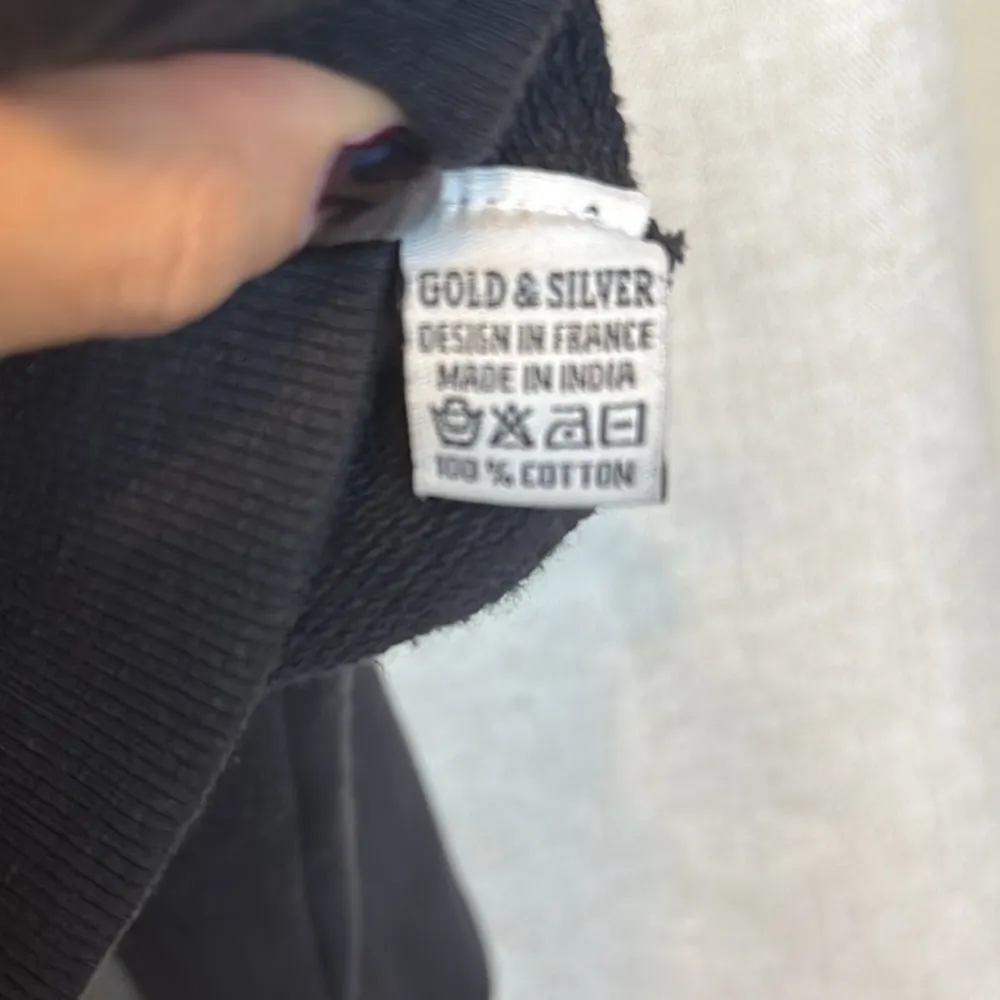 GOLD & SILVER
DESIGN IN FRANCE
MADE IN INDIA
100 % COTTON